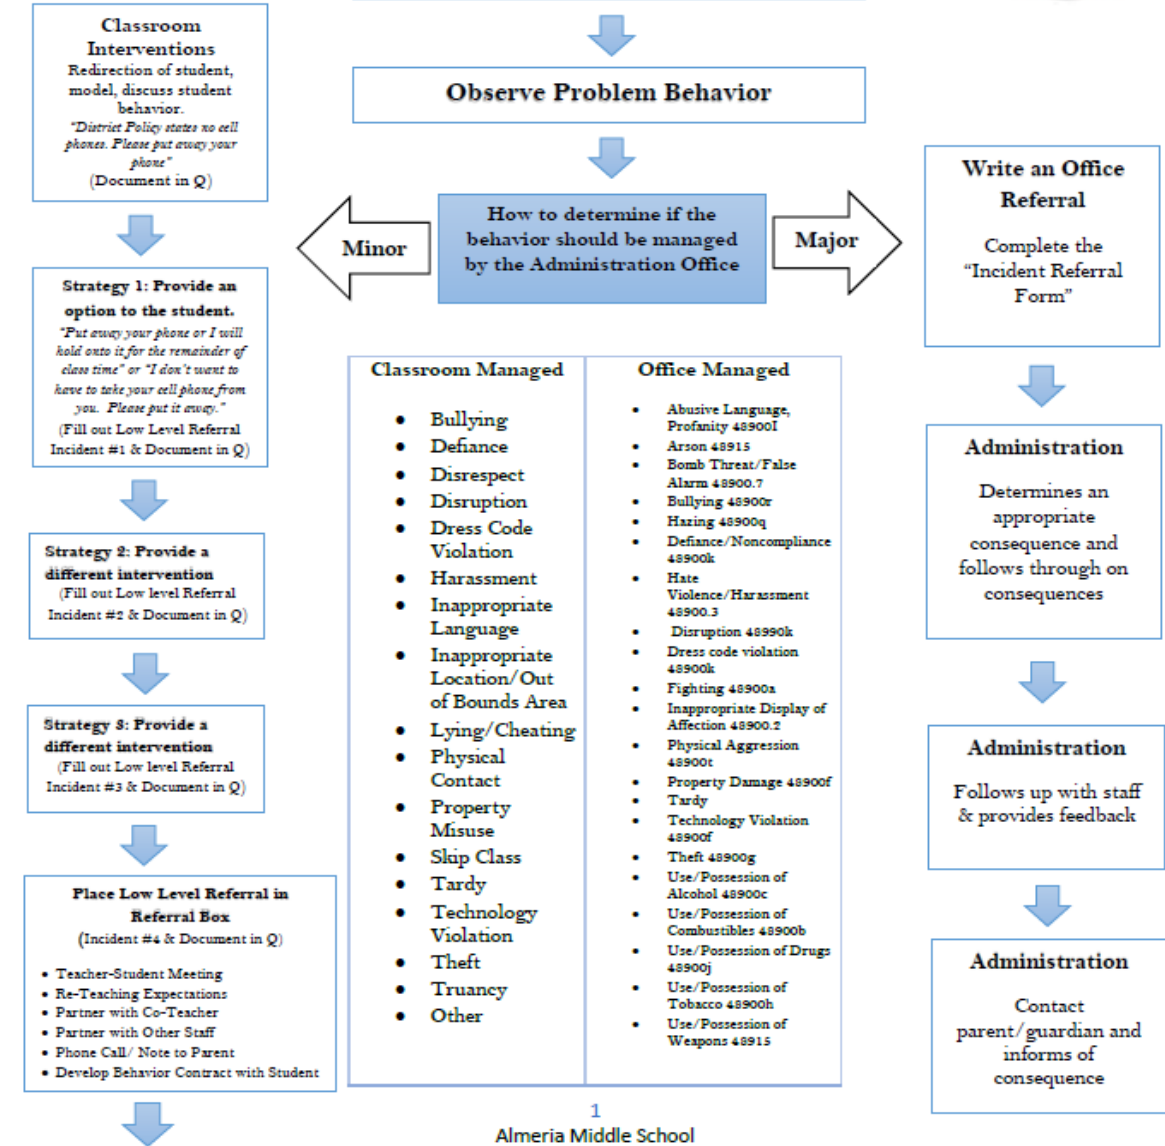 Classroom
Interventions
Redirection of student,
model, discuss student
behavior.
"District Policy states no cell
phones. Please put away your
phone"
(Document in Q)
Strategy 1: Provide an
option to the student.
"Put away your phone or I will
hold onto it for the remainder of
class time" or "I don't want to
have to take your cell phone from
you. Please put it away."
(Fill out Low Level Referral
Incident #1 & Document in Q)
Strategy 2: Provide a
different intervention
(Fill out Low level Referral
Incident #2 & Document in Q)
Strategy 3: Provide a
different intervention
(Fill out Low level Referral
Incident #3 & Document in Q)
Place Low Level Referral in
Referral Box
(Incident #4 & Document in Q)
• Teacher-Student Meeting
• Re-Teaching Expectations
• Partner with Co-Teacher
• Partner with Other Staff
• Phone Call/ Note to Parent
• Develop Behavior Contract with Student
Observe Problem Behavior
Minor
How to determine if the
behavior should be managed
by the Administration Office
Major
Classroom Managed
• Bullying
• Defiance
• Disrespect
• Disruption
• Dress Code
Violation
• Harassment
• Inappropriate
Language
• Inappropriate
Location/Out
of Bounds Area
• Lying/Cheating
• Physical
Contact
• Property
Misuse
• Skip Class
• Tardy
• Technology
Violation
• Theft
• Truancy
• Other
Office Managed
• Abusive Language,
Profanity 48900I
• Arson 48915
• Bomb Threat/False
Alarm 48900.7
• Bullying 48900r
• Hazing 48900q
• Defiance/Noncompliance
48900k
• Hate
Violence/Harassment
48900.3
• Disruption 48990k
• Dress code violation
48900k
• Fighting 48900a
• Inappropriate Display of
Affection 48900.2
• Physical Aggression
48900t
• Property Damage 48900f
• Tardy
• Technology Violation
48900f
• Theft 48900g
• Use/Possession of
Alcohol 48900c
• Use/Possession of
Combustibles 48900b
• Use/Possession of Drugs
48900j
• Use/Possession of
Tobacco 48900h
• Use/Possession of
Weapons 48915
Write an Office
Referral
Complete the
"Incident Referral
Form"
Administration
Determines an
appropriate
consequence and
follows through on
consequences
Administration
Follows up with staff
& provides feedback
Administration
Contact
parent/guardian and
informs of
consequence
1
Almeria Middle School